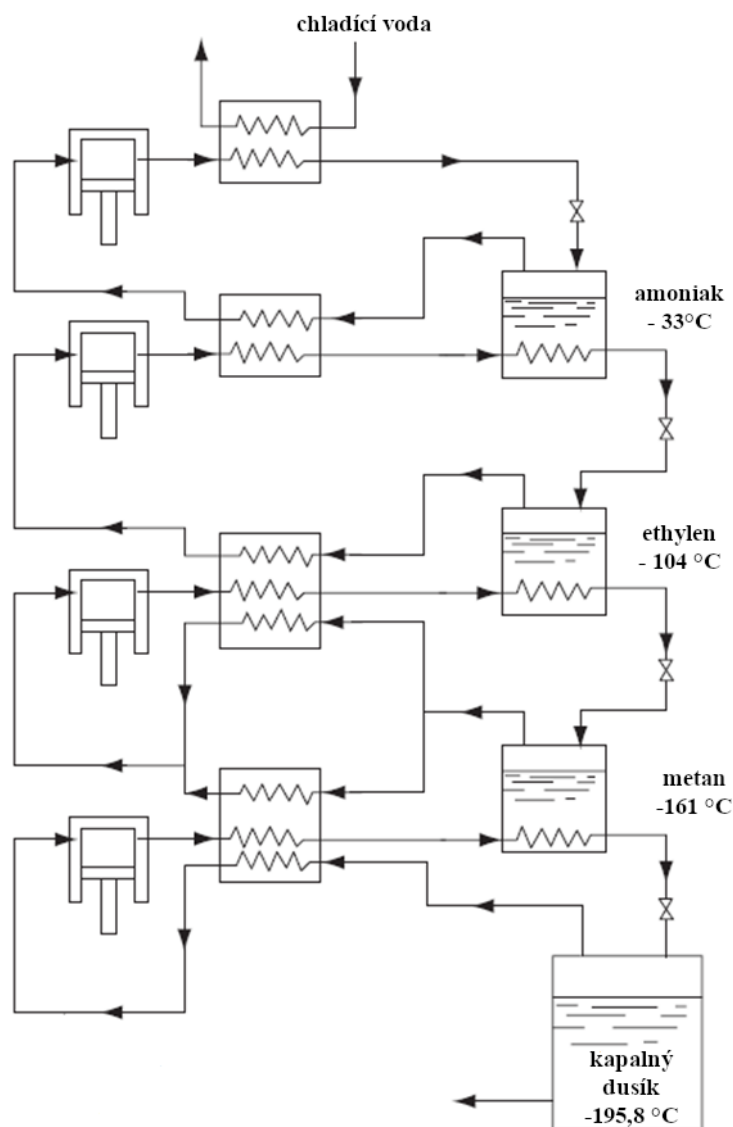 chladící voda
amoniak
- 33°C
ethylen
- 104 °C
metan
-161 °C
kapalný
dusík
-195,8 °C